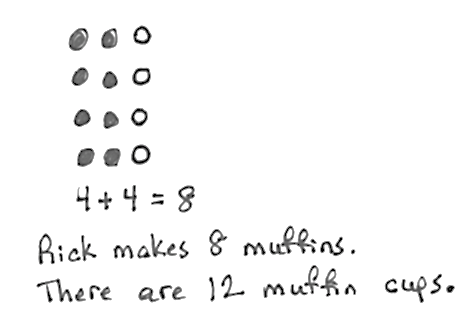 4 + 4 = 8
Rick makes 8 muffins.
There are 12 muffin cups.